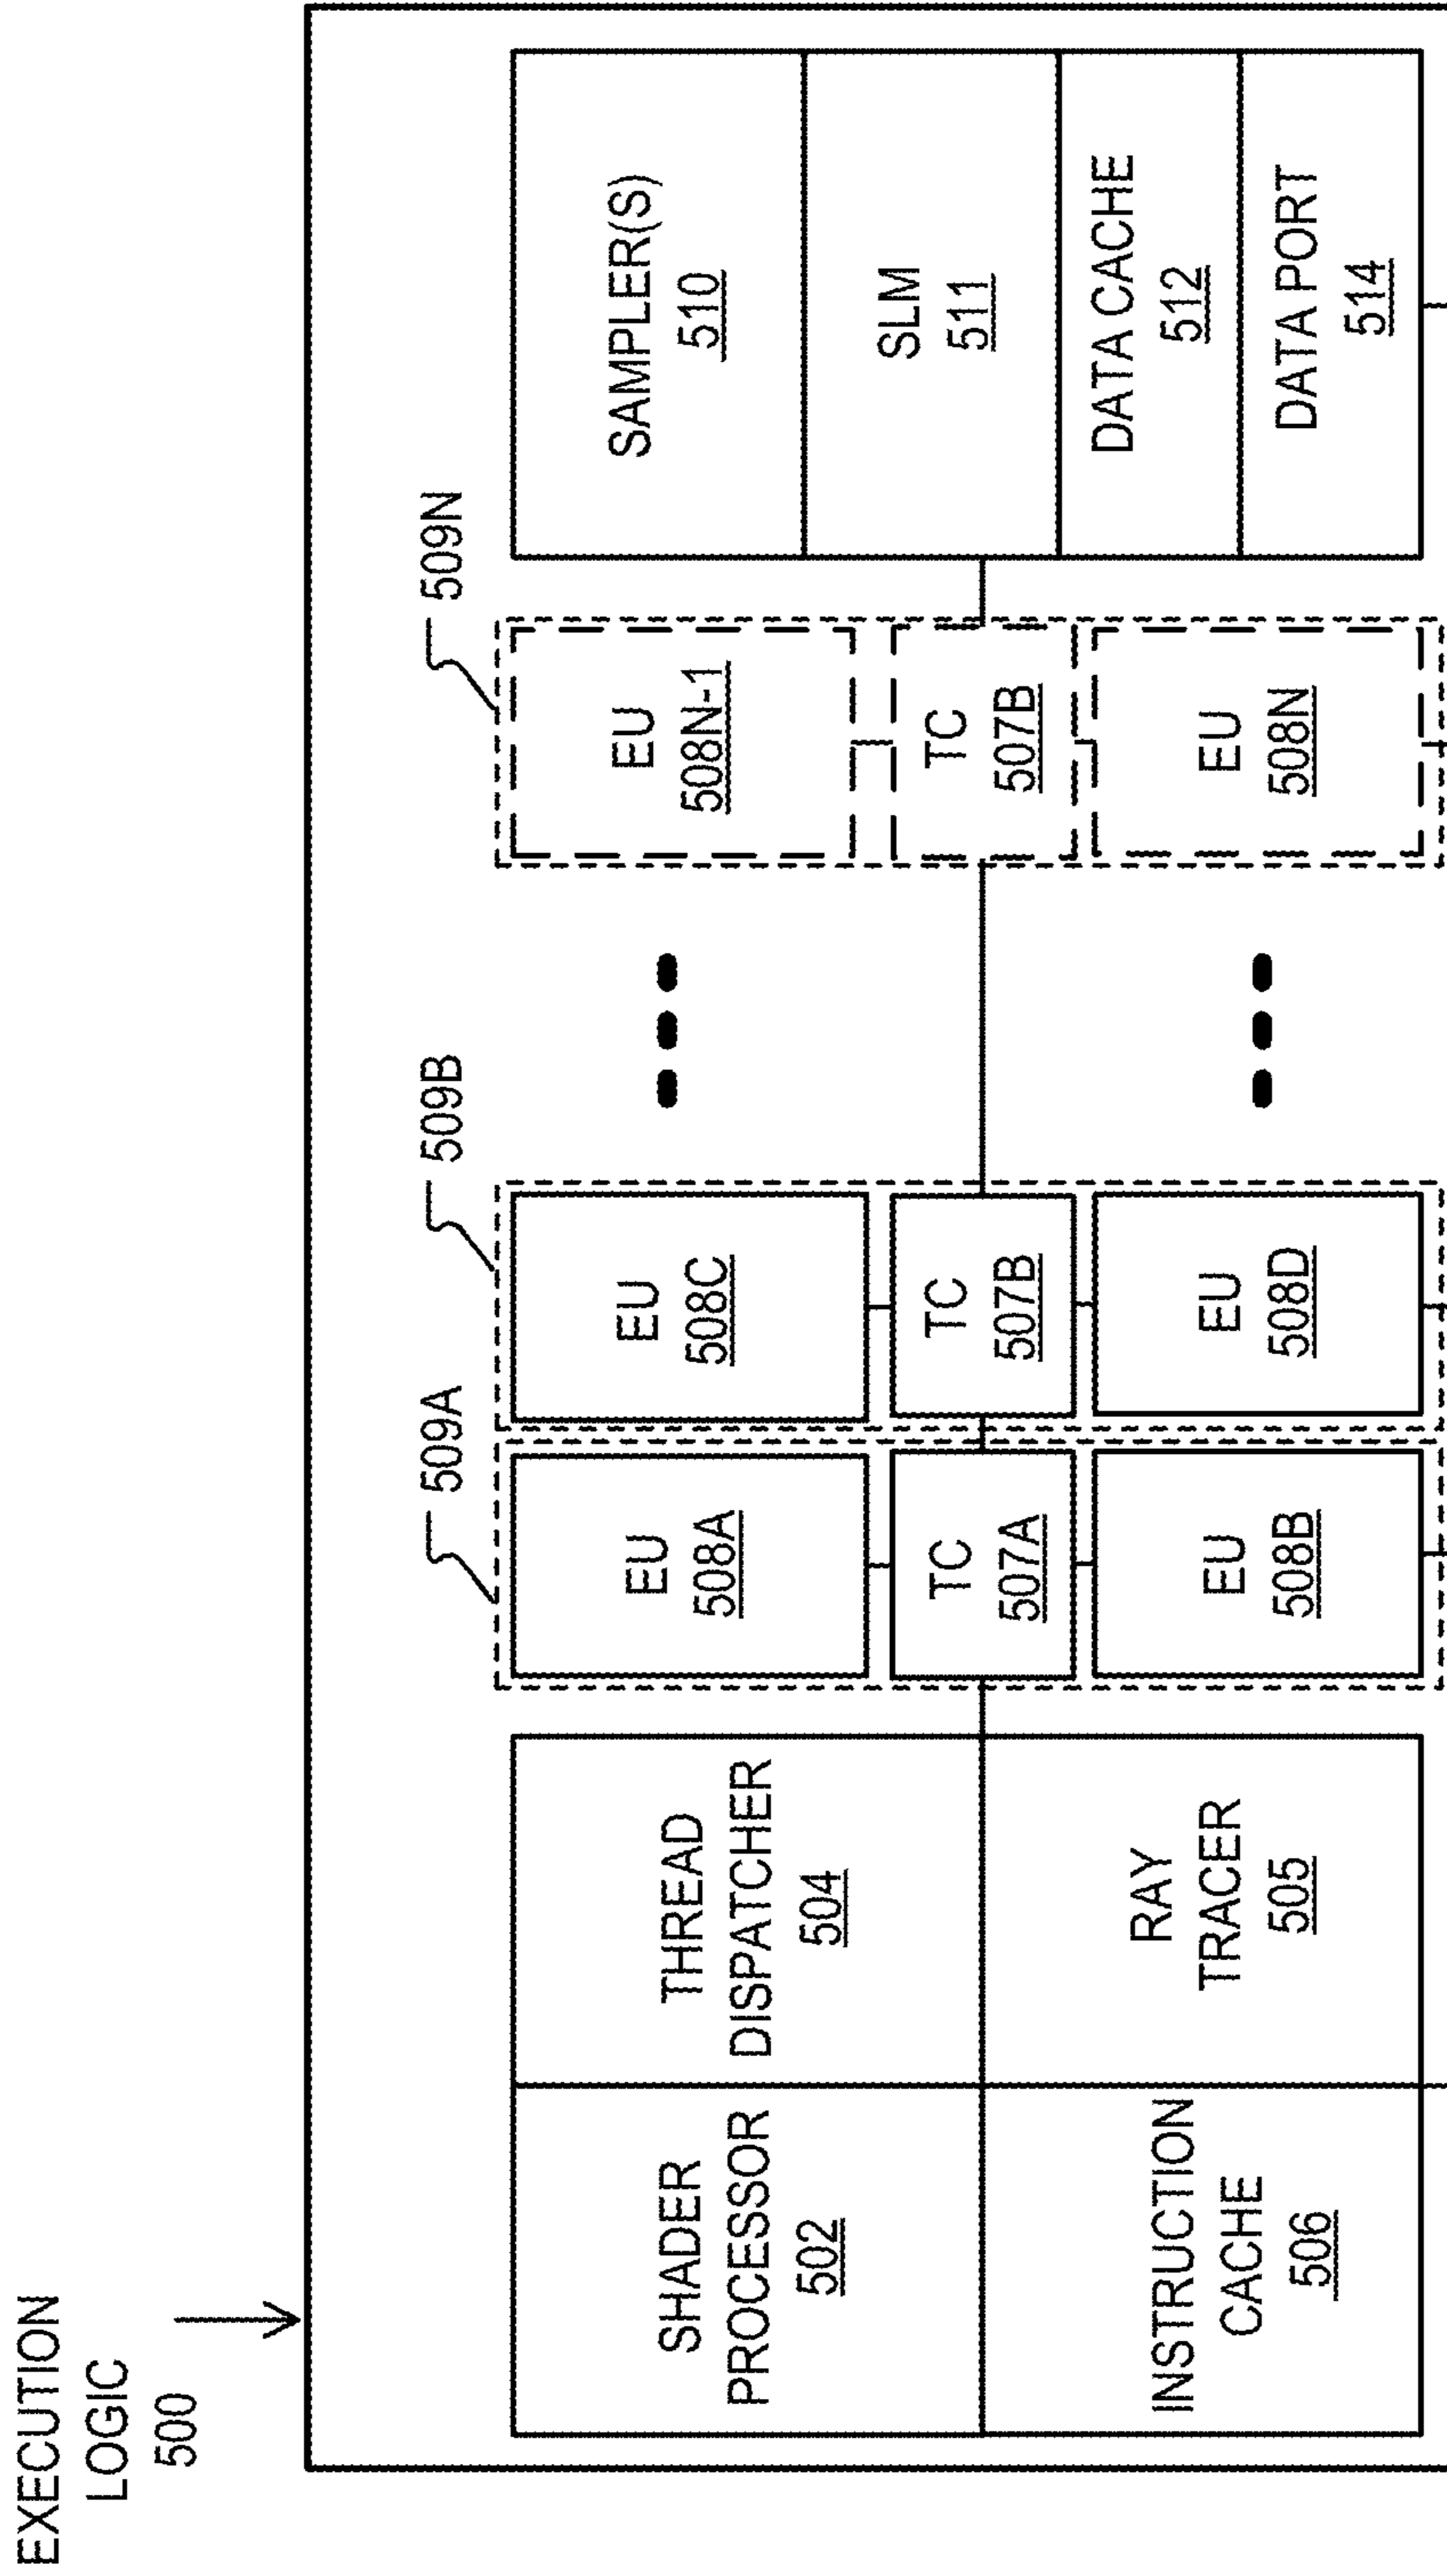 EXECUTION
LOGIC
500
509A
509B
509N
SHADER
PROCESSOR
502
THREAD
DISPATCHER
504
INSTRUCTION
CACHE
506
RAY
TRACER
505
EU
508A
TC
507A
EU
508B
EU
508C
TC
507B
EU
508D
EU
508N-1
TC
507B
EU
508N
SAMPLER(S)
510
SLM
511
DATA CACHE
512
DATA PORT
514